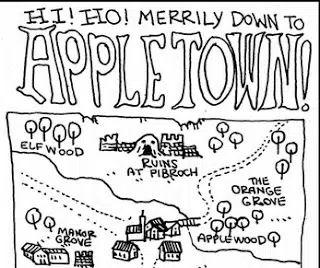 HI! HO! MERRILY DOWN TO
APPLETOWN!
ELFWOOD
RUINS
AT PIBROCH
THE
ORANGE
GROVE
MANOR
GROVE
APPLEWOOD